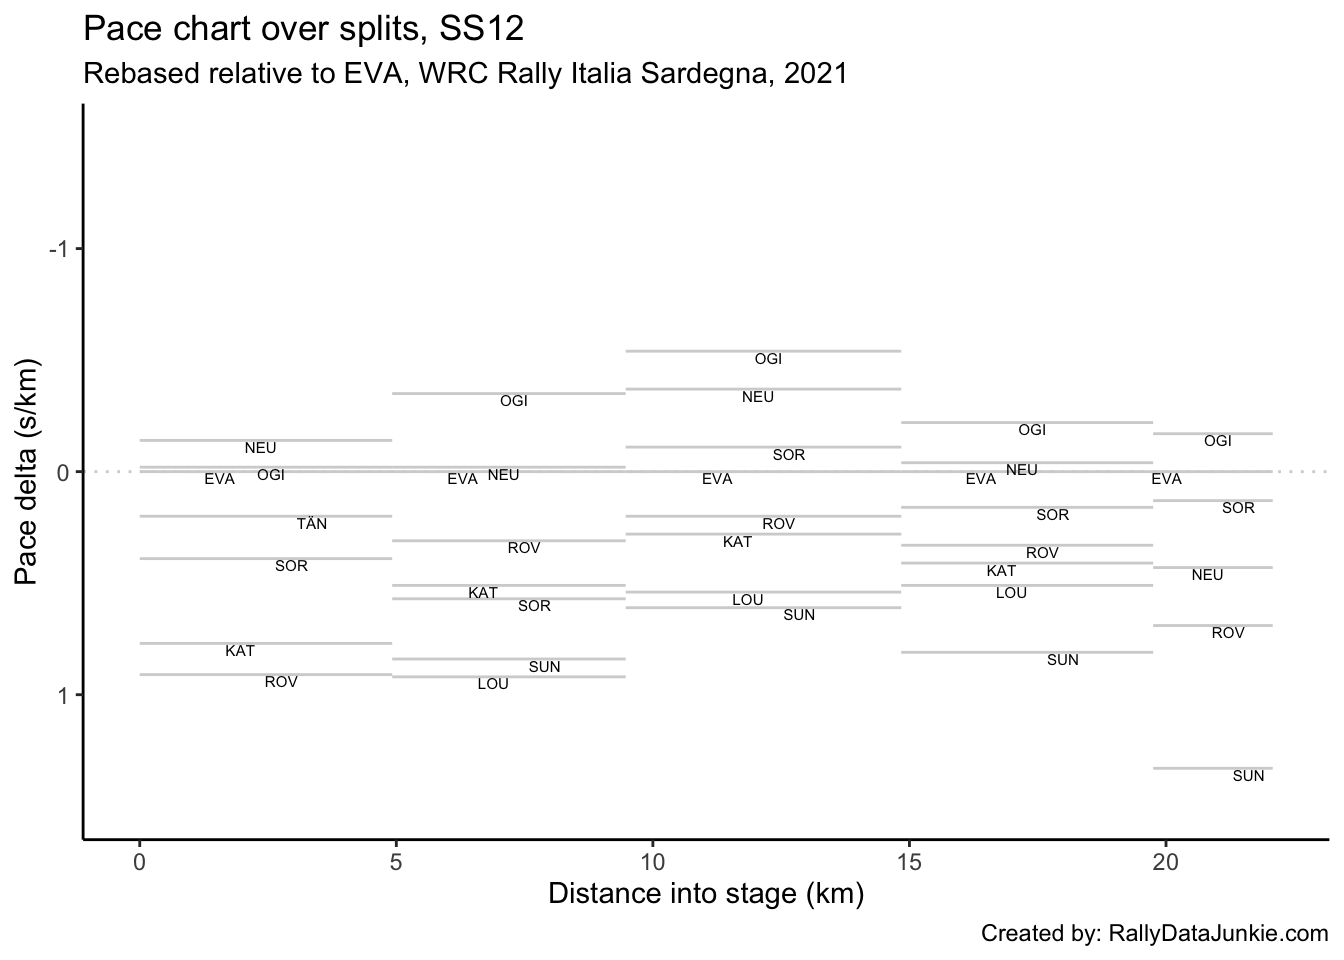 Pace chart over splits, SS12
Rebased relative to EVA, WRC Rally Italia Sardegna, 2021
Pace delta (s/km)
-1
0
1
OGI
NEU
OGI
SOR
OGI
OGI
NEU
EVA
OGI
EVA
NEU
EVA
EVA
NEU
EVA
TÄN
SOR
ROV
KAT
SOR
SUN
LOU
KAT
ROV
ROV
KAT
LOU
SUN
SOR
ROV
KAT
LOU
SUN
SOR
NEU
ROV
SUN
0
5
10
15
20
Distance into stage (km)
Created by: RallyDataJunkie.com